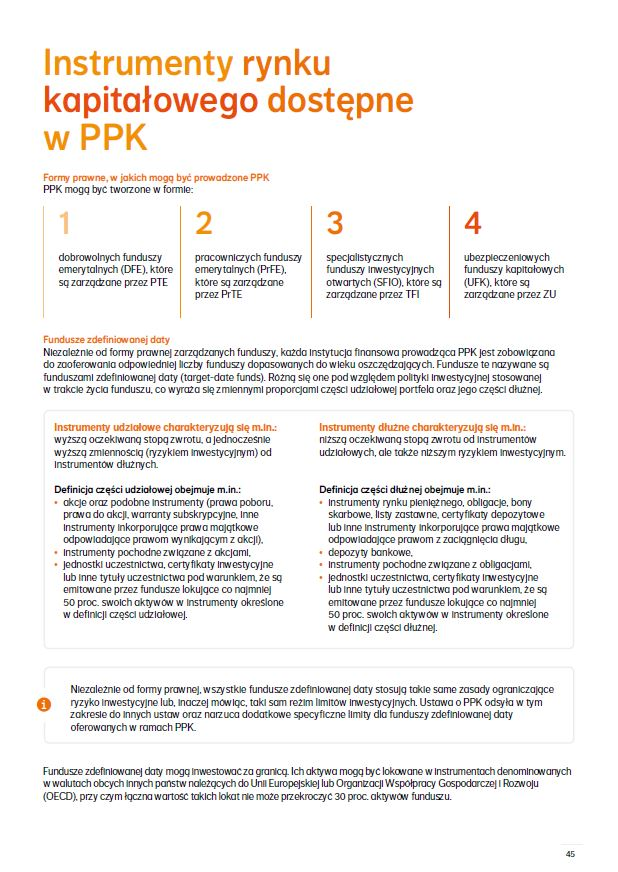 Instrumenty rynku
kapitałowego dostępne
w PPK
Formy prawne, w jakich mogą być prowadzone PPK
PPK mogą być tworzone w formie:
1
dobrowolnych funduszy
emerytalnych (DFE), które
są zarządzane przez PTE
2
pracowniczych funduszy
emerytalnych (PrFE),
które są zarządzane
przez PrTE
3
specjalistycznych
funduszy inwestycyjnych
otwartych (SFIO), które są
zarządzane przez TFI
4
ubezpieczeniowych
funduszy kapitałowych
(UFK), które są
zarządzane przez ZU
Fundusze zdefiniowanej daty
Niezależnie od formy prawnej zarządzanych funduszy, każda instytucja finansowa prowadząca PPK jest zobowiązana
do zaoferowania odpowiedniej liczby funduszy dopasowanych do wieku oszczędzających. Fundusze te nazywane są
funduszami zdefiniowanej daty (target-date funds). Różnią się one pod względem polityki inwestycyjnej stosowanej
w trakcie życia funduszu, co wyraża się zmiennymi proporcjami części udziałowej portfela oraz jego części dłużnej.
Instrumenty udziałowe charakteryzują się m.in.:
wyższą oczekiwaną stopą zwrotu, a jednocześnie
wyższą zmiennością (ryzykiem inwestycyjnym) od
instrumentów dłużnych.
Definicja części udziałowej obejmuje m.in.:
• akcje oraz podobne instrumenty (prawa poboru,
prawa do akcji, warranty subskrypcyjne, inne
instrumenty inkorporujące prawa majątkowe
odpowiadające prawom wynikającym z akcji),
• instrumenty pochodne związane z akcjami,
• jednostki uczestnictwa, certyfikaty inwestycyjne
lub inne tytuły uczestnictwa pod warunkiem, że są
emitowane przez fundusze lokujące co najmniej
50 proc. swoich aktywów w instrumenty określone
w definicji części udziałowej.
Instrumenty dłużne charakteryzują się m.in.:
niższą oczekiwaną stopą zwrotu od instrumentów
udziałowych, ale także niższym ryzykiem inwestycyjnym.
Definicja części dłużnej obejmuje m.in.:
• instrumenty rynku pieniężnego, obligacje, bony
skarbowe, listy zastawne, certyfikaty depozytowe
lub inne instrumenty inkorporujące prawa majątkowe
odpowiadające prawom z zaciągnięcia długu,
• depozyty bankowe,
• instrumenty pochodne związane z obligacjami,
• jednostki uczestnictwa, certyfikaty inwestycyjne
lub inne tytuły uczestnictwa pod warunkiem, że są
emitowane przez fundusze lokujące co najmniej
50 proc. swoich aktywów w instrumenty określone
w definicji części dłużnej.
i
Niezależnie od formy prawnej, wszystkie fundusze zdefiniowanej daty stosują takie same zasady ograniczające
ryzyko inwestycyjne lub, inaczej mówiąc, taki sam reżim limitów inwestycyjnych. Ustawa o PPK odsyła w tym
zakresie do innych ustaw oraz narzuca dodatkowe specyficzne limity dla funduszy zdefiniowanej daty
oferowanych w ramach PPK.
Fundusze zdefiniowanej daty mogą inwestować za granicą. Ich aktywa mogą być lokowane w instrumentach denominowanych
w walutach obcych innych państw należących do Unii Europejskiej lub Organizacji Współpracy Gospodarczej i Rozwoju
(OECD), przy czym łączna wartość takich lokat nie może przekroczyć 30 proc. aktywów funduszu.
45